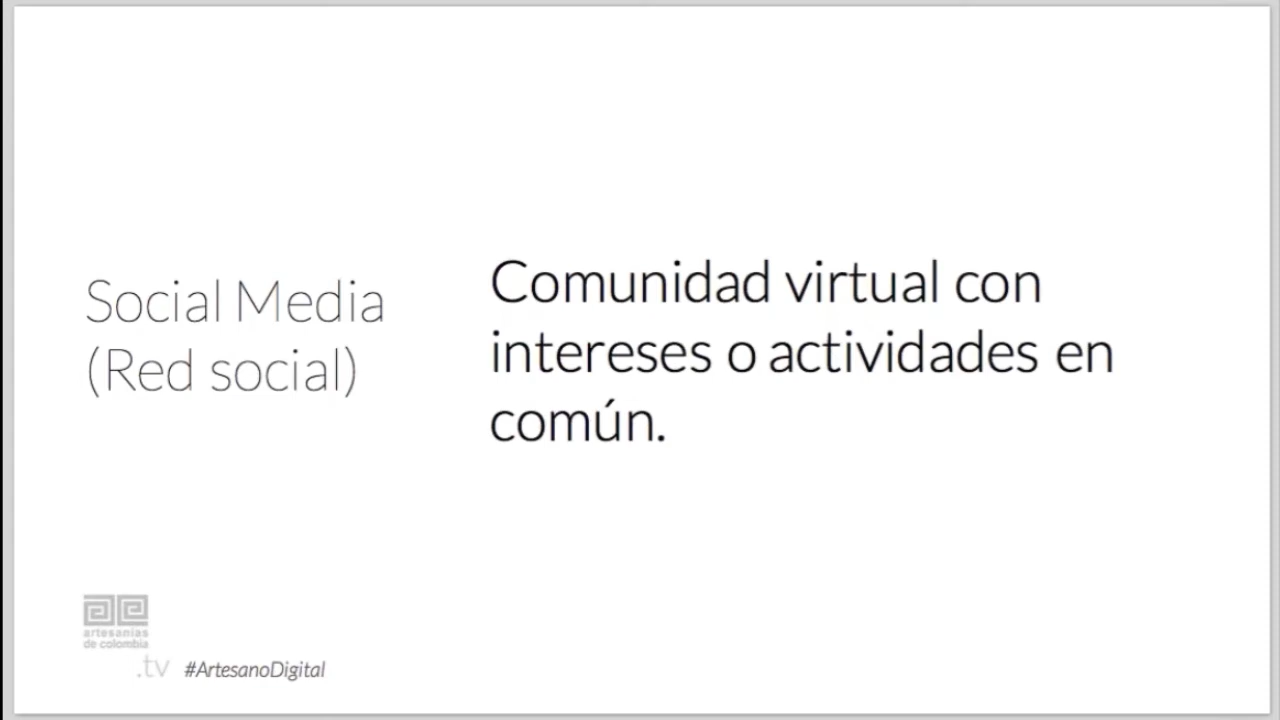 Social Media
(Red social)
Comunidad virtual con
intereses o actividades en
común.
artesanías
de colombia
.tv #ArtesanoDigital